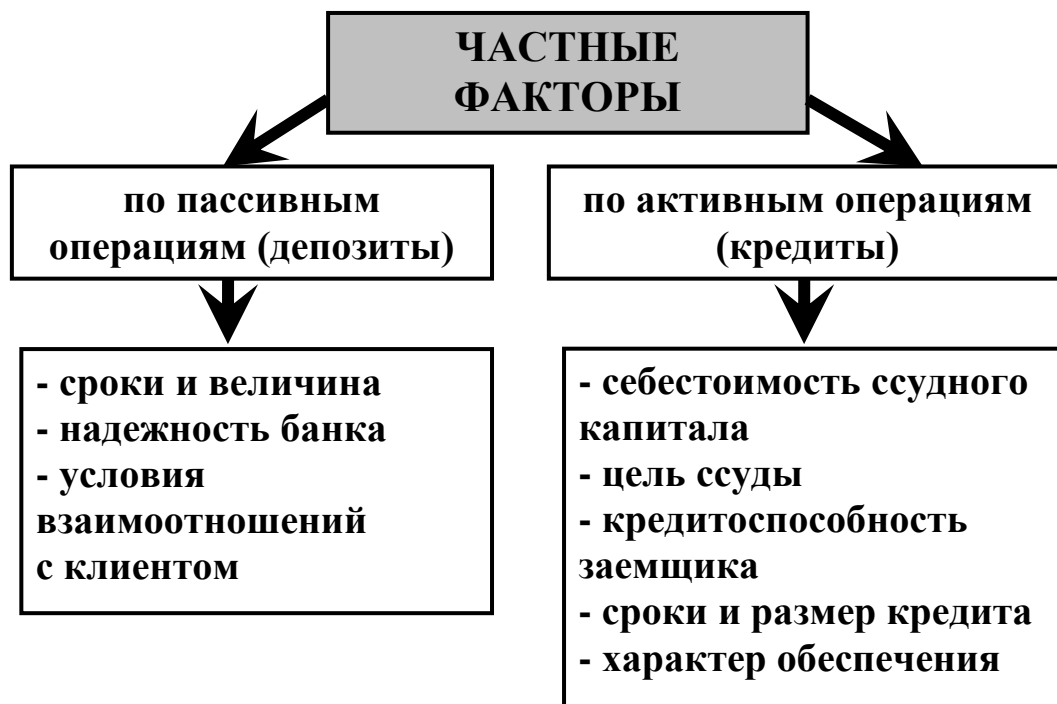 ЧАСТНЫЕ
ФАКТОРЫ
по пассивным
операциям (депозиты)
по активным операциям
(кредиты)
- сроки и величина
- надежность банка
- условия
взаимоотношений
с клиентом
- себестоимость ссудного
капитала
- цель ссуды
- кредитоспособность
заемщика
- сроки и размер кредита
- характер обеспечения